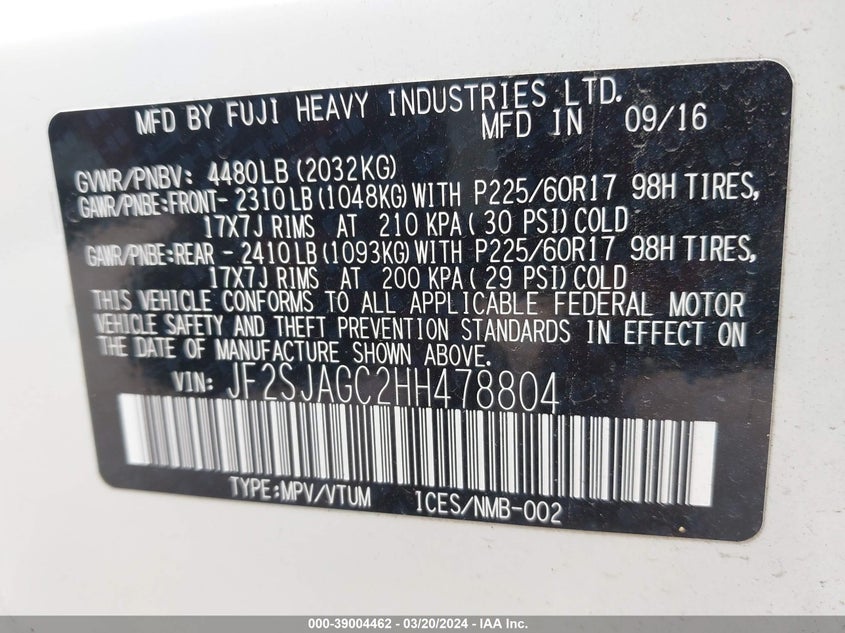 MFD BY FUJI HEAVY INDUSTRIES LTD.
MFD IN 09/16
GVWR/PNBV: 4480LB(2032KG)
GAWR/PNBE:FRONT- 2310LB(1048KG)WITH P225/60R17 98H TIRES,
17X7J RIMS AT 210 KPA( 30 PSI)COLD
GAWR/PNBE:REAR - 2410LB(1093KG)WITH P225/60R17 98H TIRES,
17X7J RIMS AT 200 KPA( 29 PSI)COLD
THIS VEHICLE CONFORMS TO ALL APPLICABLE FEDERAL MOTOR
VEHICLE SAFETY AND THEFT PREVENTION STANDARDS IN EFFECT ON
THE DATE OF MANUFACTURE SHOWN ABOVE.
VIN: JF2SJAGC2HH478804
TYPE:MPV/VTUM ICES/NMB-002
000-39004462 - 03/20/2024 - IAA Inc.